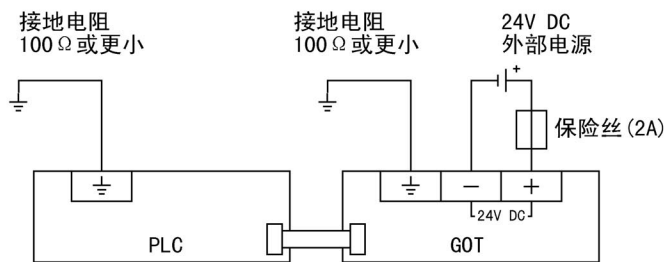 接地电阻
100Ω或更小
接地电阻
100Ω或更小
24V DC
外部电源
+
保险丝(2A)
− +
24V DC
PLC
GOT